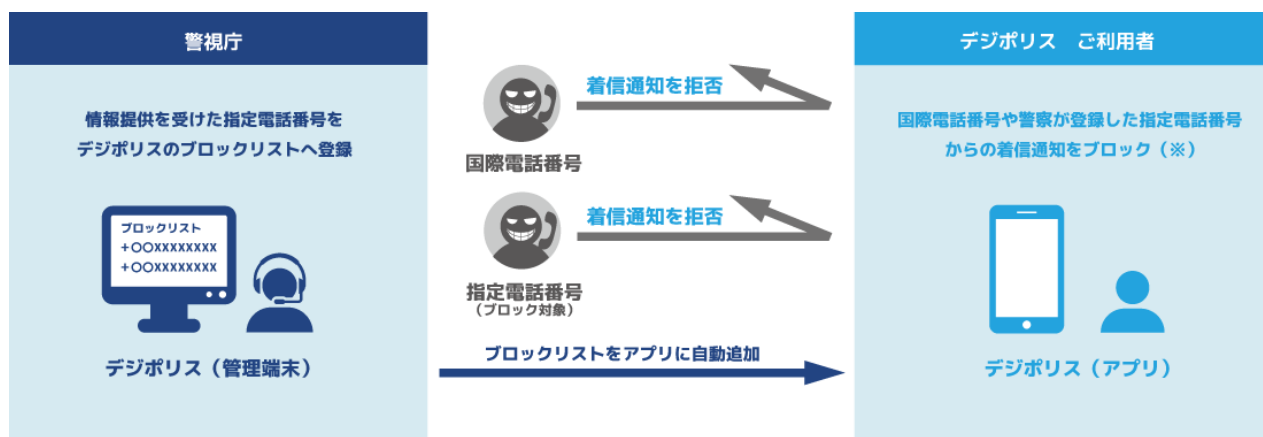 警視庁
情報提供を受けた指定電話番号を
デジポリスのブロックリストへ登録
ブロックリスト
+〇〇XXXXXXXX
+〇〇XXXXXXXX
デジポリス（管理端末）
着信通知を拒否
国際電話番号
着信通知を拒否
指定電話番号
（ブロック対象）
ブロックリストをアプリに自動追加
デジポリス　ご利用者
国際電話番号や警察が登録した指定電話番号
からの着信通知をブロック（※）
デジポリス（アプリ）